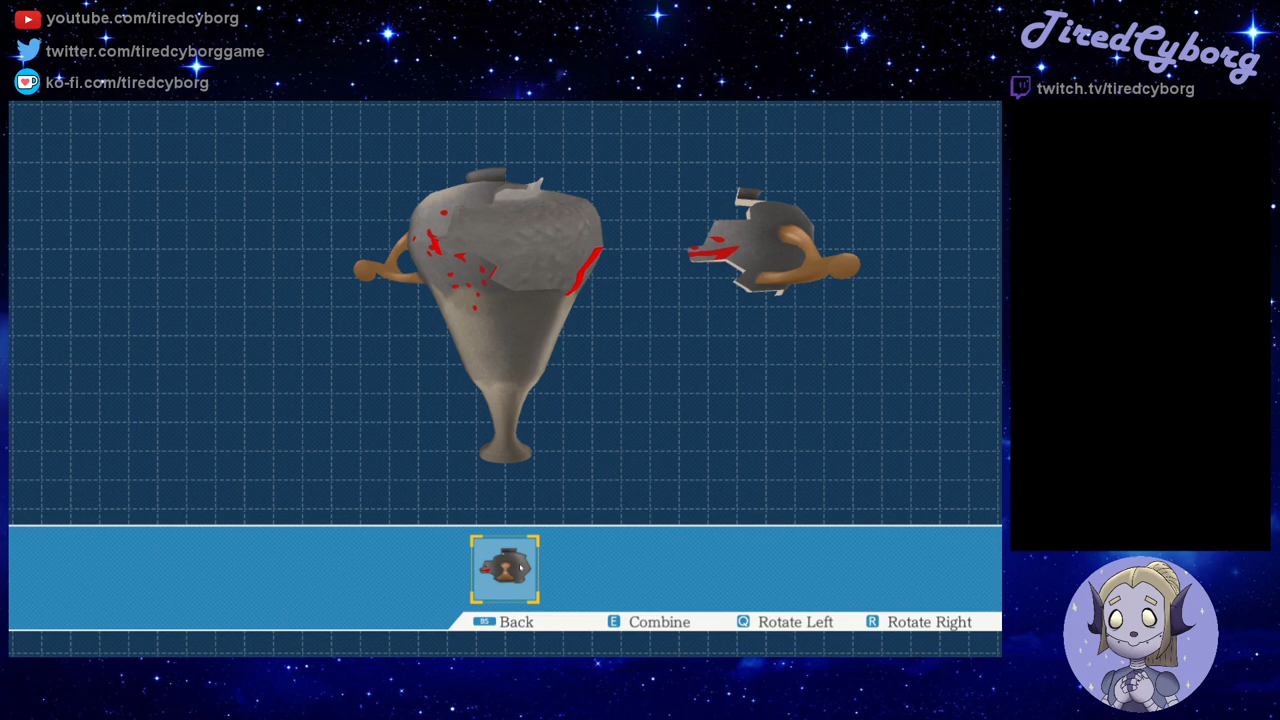 youtube.com/tiredcyborg
twitter.com/tiredcyborggame
ko-fi.com/tiredcyborg
TiredCyborg
twitch.tv/tiredcyborg
BS Back
E Combine
Q Rotate Left
R Rotate Right